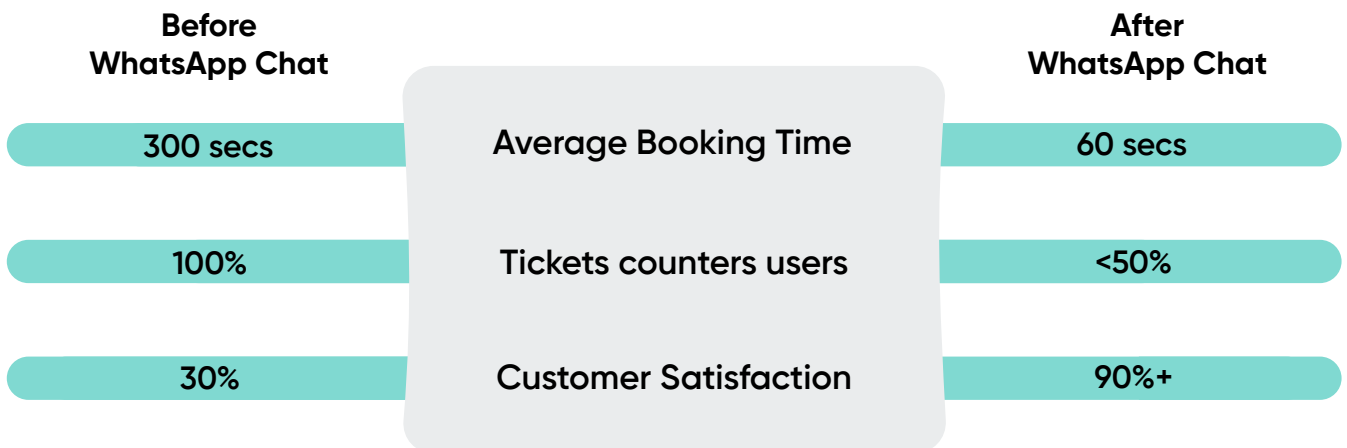 Before
WhatsApp Chat
After
WhatsApp Chat
300 secs
Average Booking Time
60 secs
100%
Tickets counters users
<50%
30%
Customer Satisfaction
90%+